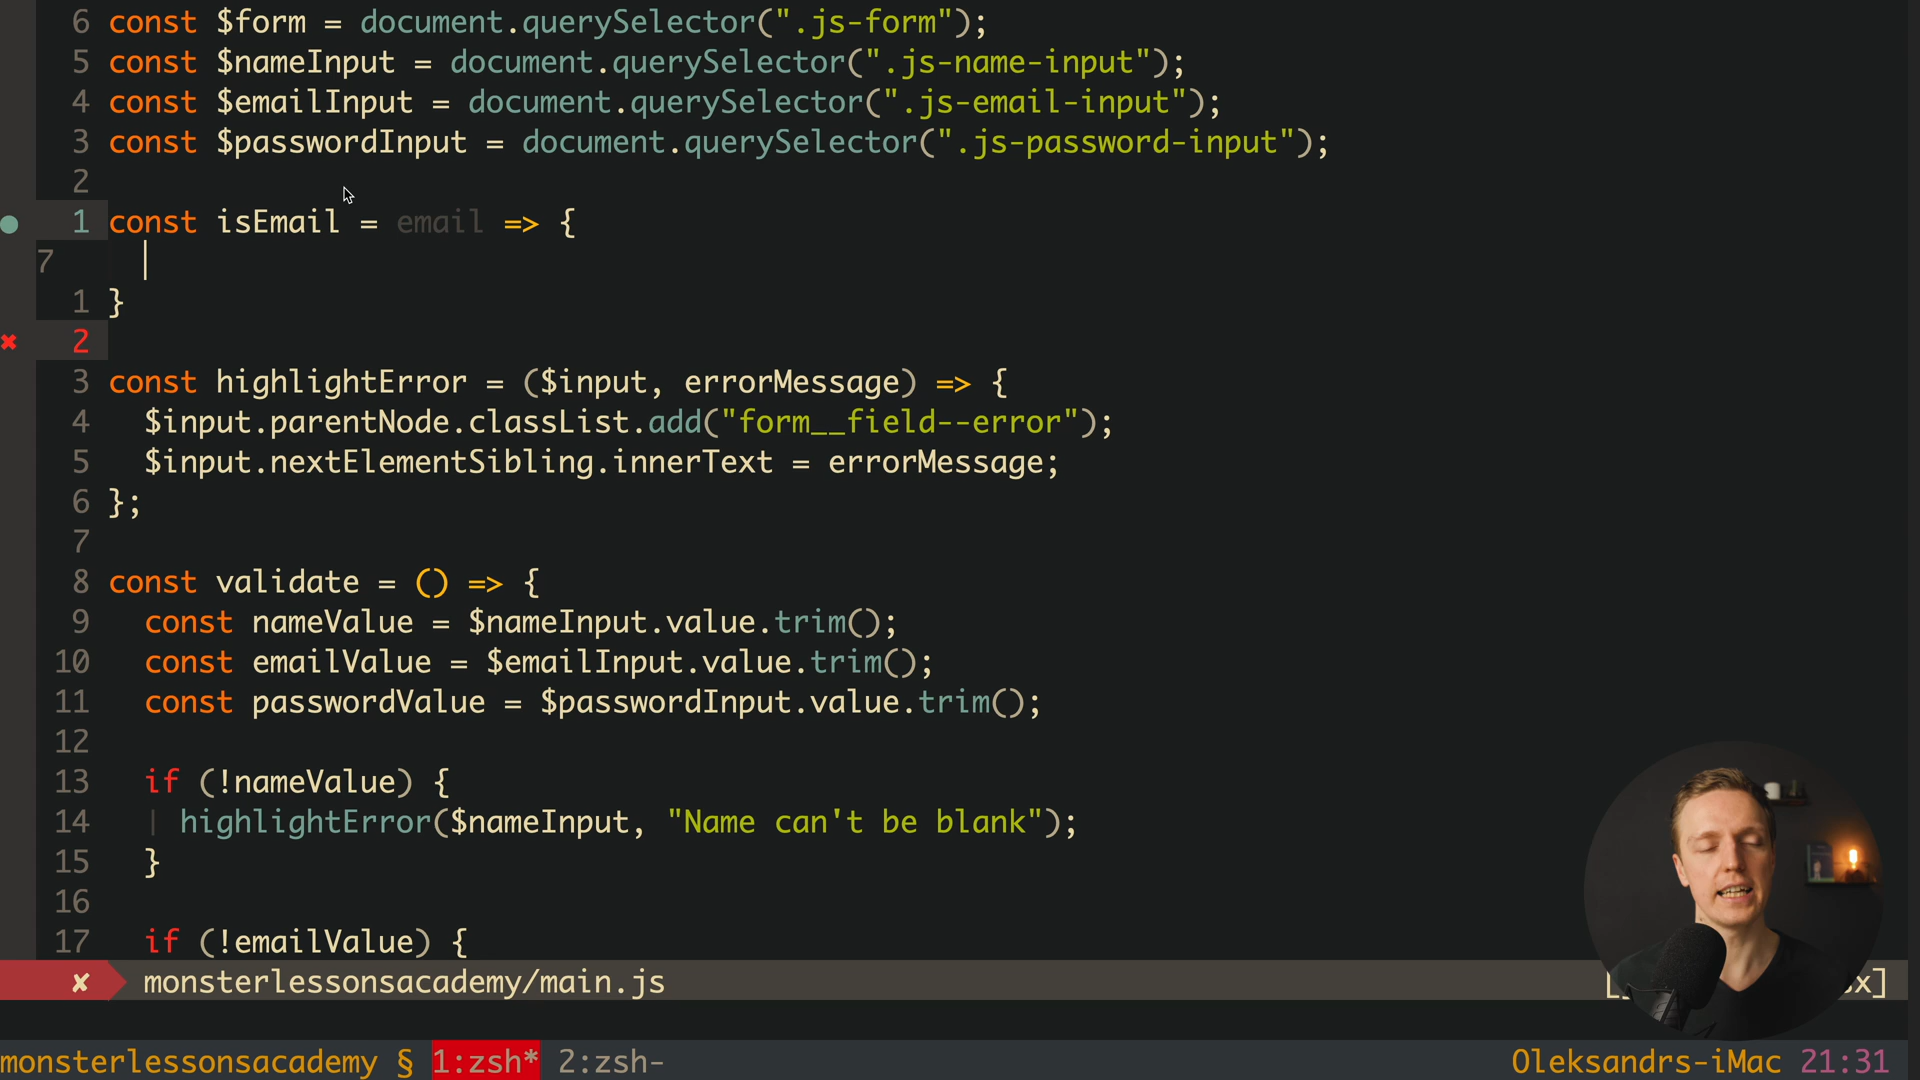 6 const $form = document.querySelector(".js-form");
5 const $nameInput = document.querySelector(".js-name-input");
4 const $emailInput = document.querySelector(".js-email-input");
3 const $passwordInput = document.querySelector(".js-password-input");
2
1 const isEmail = email => {
7
1 }
2
3 const highlightError = ($input, errorMessage) => {
4 $input.parentNode.classList.add("form__field--error");
5 $input.nextElementSibling.innerText = errorMessage;
6 };
7
8 const validate = () => {
9 const nameValue = $nameInput.value.trim();
10 const emailValue = $emailInput.value.trim();
11 const passwordValue = $passwordInput.value.trim();
12
13 if (!nameValue) {
14 highlightError($nameInput, "Name can't be blank");
15 }
16
17 if (!emailValue) {
✘ monsterlessonsacademy/main.js
monsterlessonsacademy § 1:zsh* 2:zsh- Oleksandrs-iMac 21:31